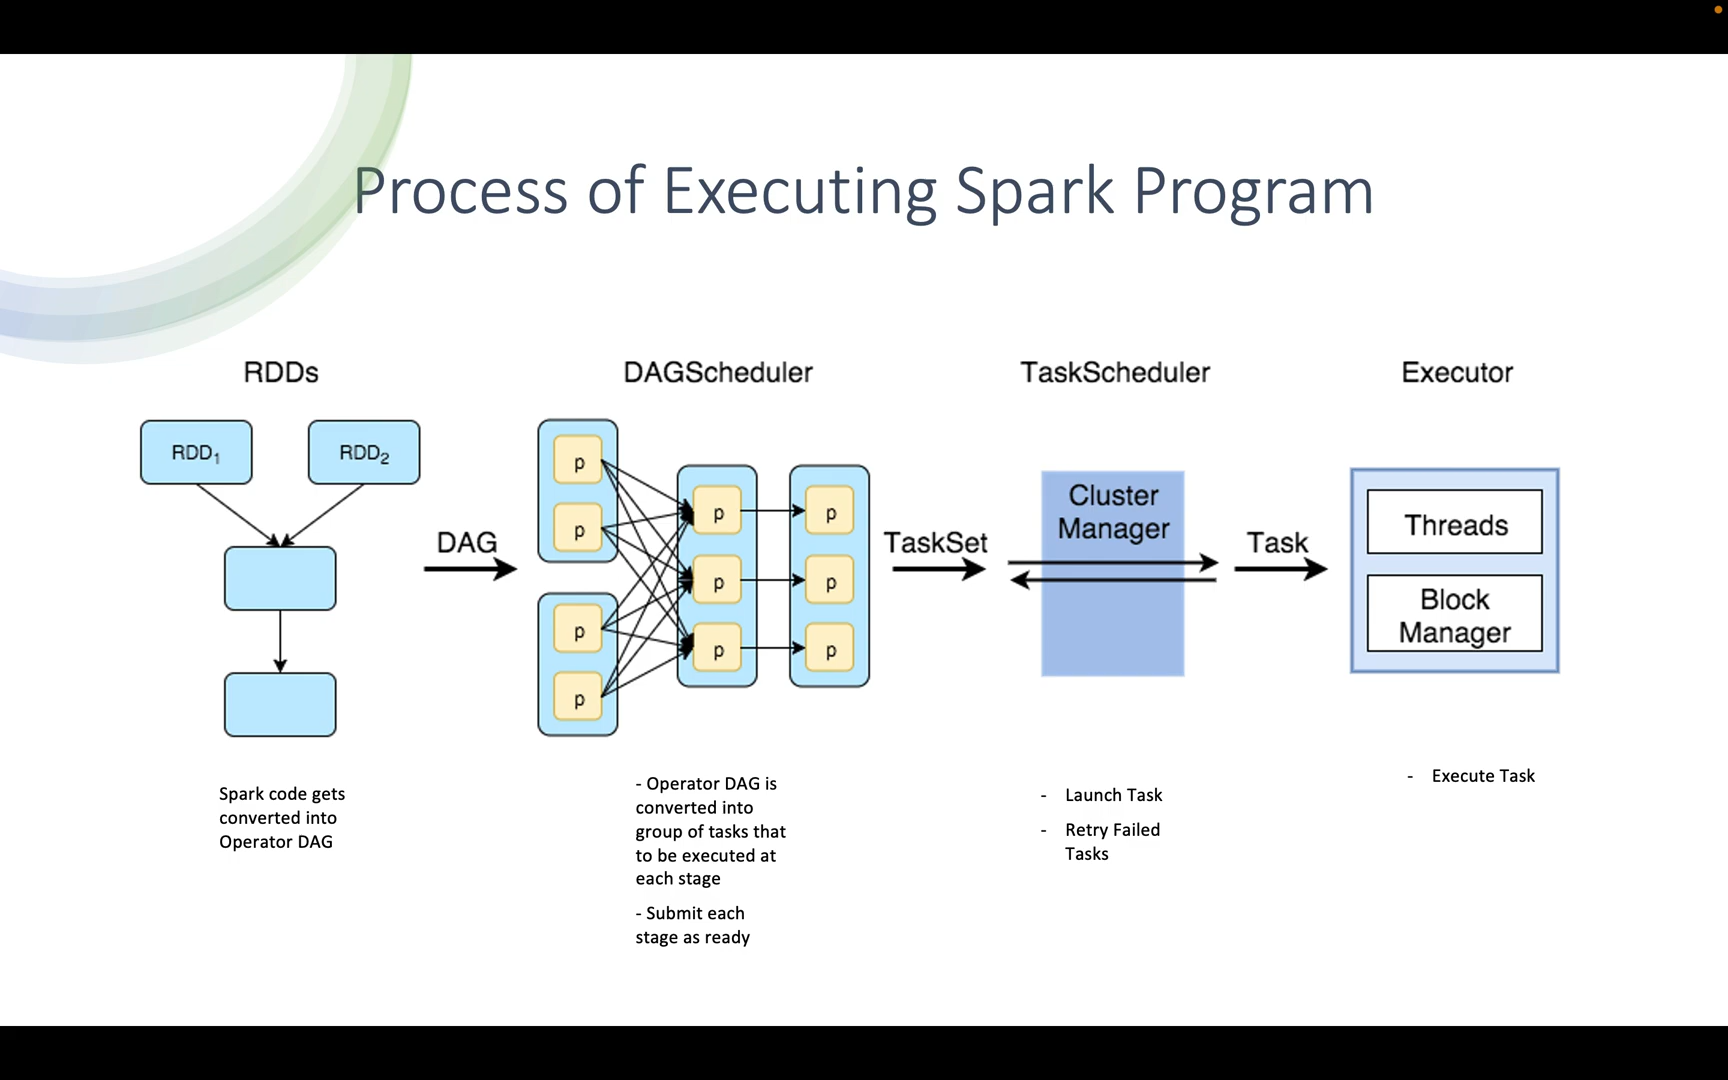 Process of Executing Spark Program
RDDs
RDD1
RDD2
Spark code gets
converted into
Operator DAG
DAG
DAGScheduler
p
p
p
p
p
p
p
p
p
p
- Operator DAG is
converted into
group of tasks that
to be executed at
each stage
- Submit each
stage as ready
TaskSet
TaskScheduler
Cluster
Manager
- Launch Task
- Retry Failed
Tasks
Task
Executor
Threads
Block
Manager
- Execute Task